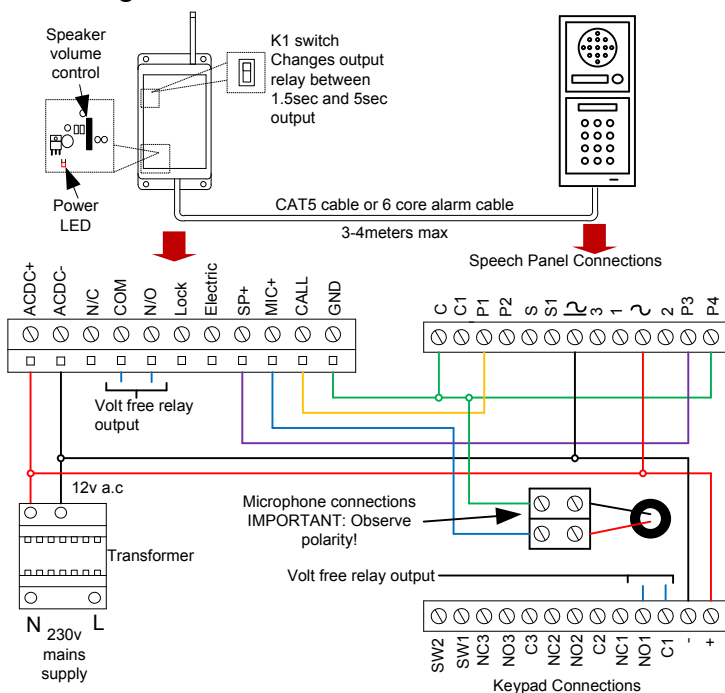 Speaker
volume
control
K1 switch
Changes output
relay between
1.5sec and 5sec
output
Power
LED
CAT5 cable or 6 core alarm cable
3-4meters max
Speech Panel Connections
ACDC+
ACDC-
N/C
COM
N/O
Lock
Electric
SP+
MIC+
CALL
GND
C
C1
P1
P2
S
S1
3
1
2
P3
P4
Volt free relay
output
12v a.c
Transformer
Microphone connections
IMPORTANT: Observe
polarity!
Volt free relay output
N
L
230v
mains
supply
SW2
SW1
NC3
NO3
C3
NC2
NO2
C2
NC1
NO1
C1
-
+
Keypad Connections